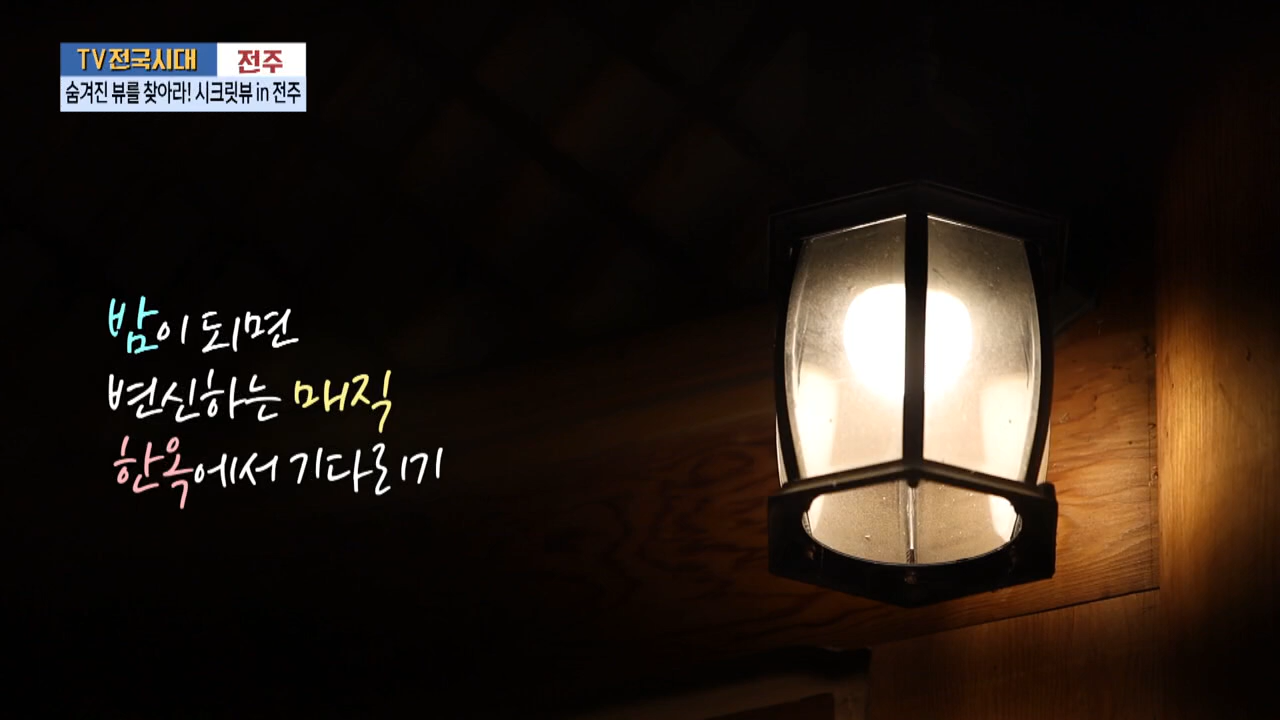 TV전국시대 전주
숨겨진 뷰를 찾아라! 시크릿뷰 in 전주
밤이 되면
변신하는 매직
한옥에서 기다리기